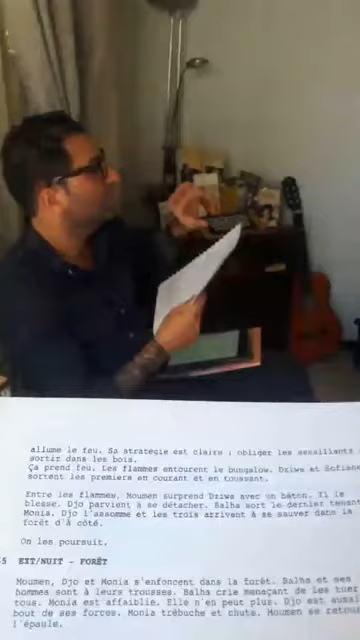 allume le feu. Sa stratégie est claire : obliger les assaillants
sortir dans les bois.
Ça prend feu. Les flammes entourent le bungalow. Driwa et Sofiane
sortent les premiers en courant et en toussant.
Entre les flammes, Moumen surprend Driwa avec un bâton. Il le
blesse. Djo parvient à se détacher. Balha sort le dernier tenant
Monia. Djo l'assomme et les trois arrivent à se sauver dans la
forêt d'à côté.
On les poursuit.
5 EXT/NUIT - FORÊT
Moumen, Djo et Monia s'enfoncent dans la forêt. Balha et ses
hommes sont à leurs trousses. Balha crie menaçant de les tuer
tous. Monia est affaiblie. Elle n'en peut plus. Djo est aussi
bout de ses forces. Monia trébuche et chute. Moumen se retou
l'épaule.